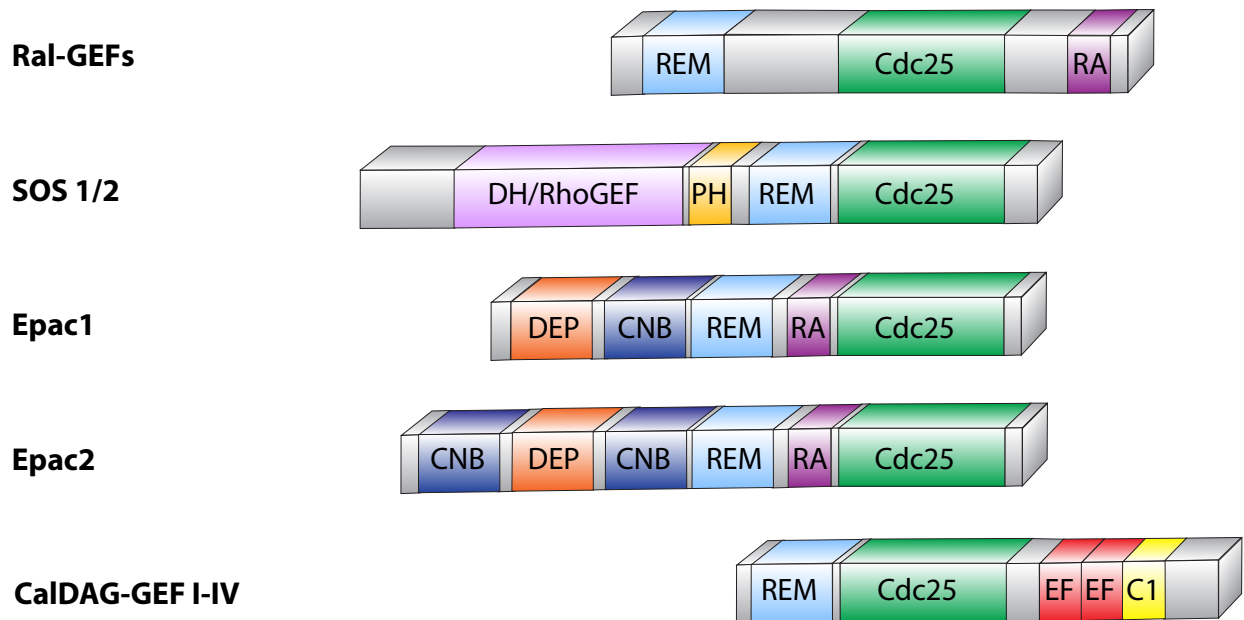 Ral-GEFs REM Cdc25 RA
SOS 1/2 DH/RhoGEF PH REM Cdc25
Epac1 DEP CNB REM RA Cdc25
Epac2 CNB DEP CNB REM RA Cdc25
CalDAG-GEF I-IV REM Cdc25 EF EF C1